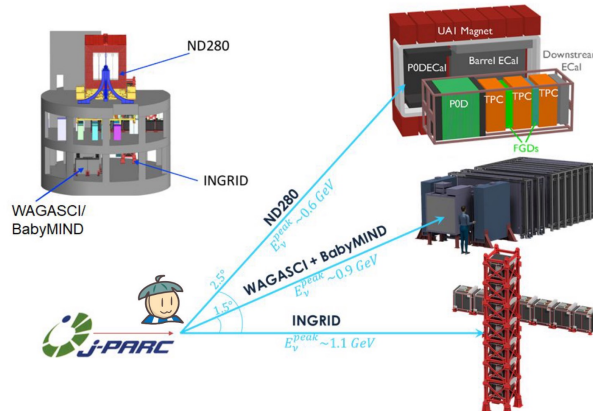 ND280
INGRID
WAGASCI/
BabyMIND
UA1 Magnet
P0DECal
Barrel ECal
Downstream
ECal
P0D
TPC
TPC
TPC
FGDs
ND280
E_ν^peak ~0.6 GeV
WAGASCI + BabyMIND
E_ν^peak ~0.9 GeV
INGRID
E_ν^peak ~1.1 GeV
2.5°
1.5°
J-PARC